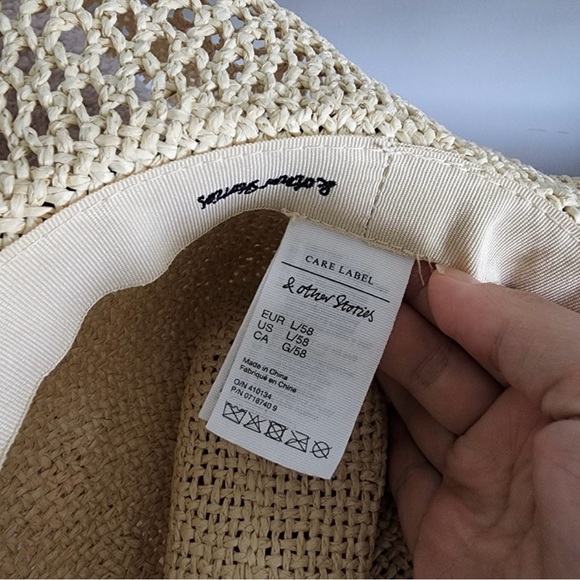 & other Stories
CARE LABEL
& other Stories
EUR L/58
US L/58
CA G/58
Made in China
Fabriqué en Chine
O/N 410134
P/N 0718740 9